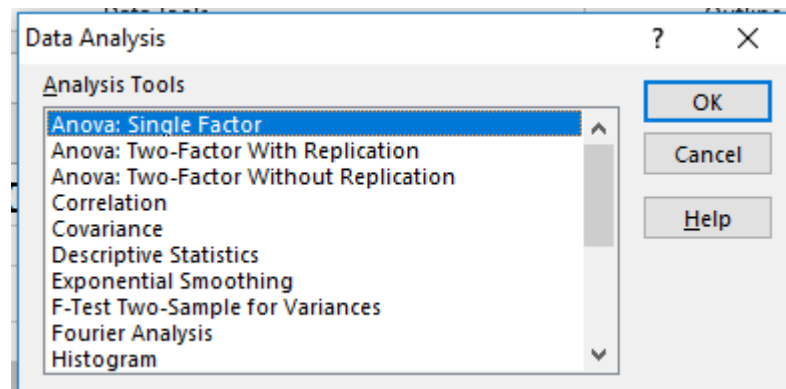 Data Analysis
?
Analysis Tools
Anova: Single Factor
Anova: Two-Factor With Replication
Anova: Two-Factor Without Replication
Correlation
Covariance
Descriptive Statistics
Exponential Smoothing
F-Test Two-Sample for Variances
Fourier Analysis
Histogram
OK
Cancel
Help